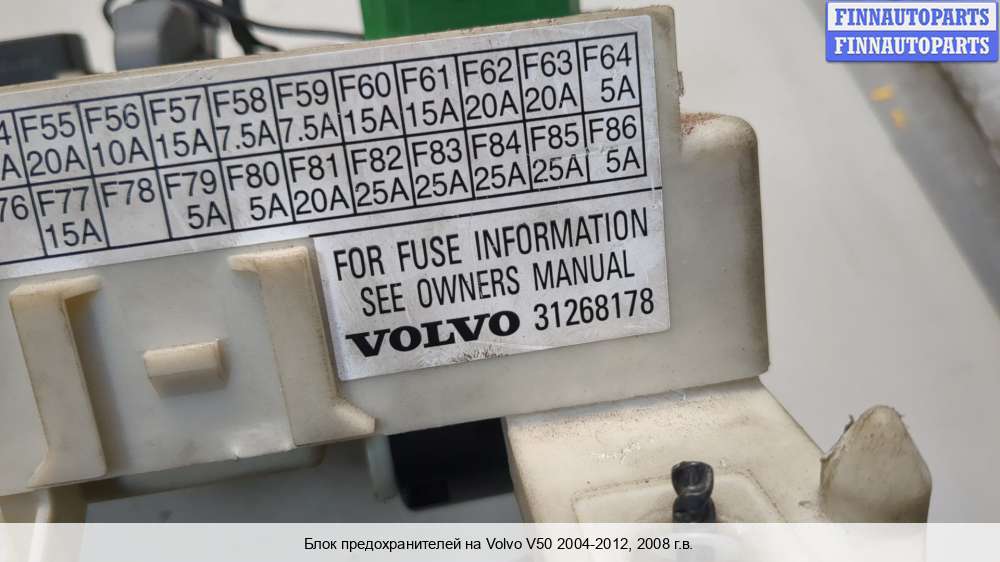 FINNAUTOPARTS
FINNAUTOPARTS
4 F55 F56 F57 F58 F59 F60 F61 F62 F63 F64
A 20A 10A 15A 7.5A 7.5A 15A 15A 20A 20A 5A
76 F77 F78 F79 F80 F81 F82 F83 F84 F85 F86
15A 5A 5A 20A 25A 25A 25A 25A 5A
FOR FUSE INFORMATION
SEE OWNERS MANUAL
VOLVO 31268178
Блок предохранителей на Volvo V50 2004-2012, 2008 г.в.